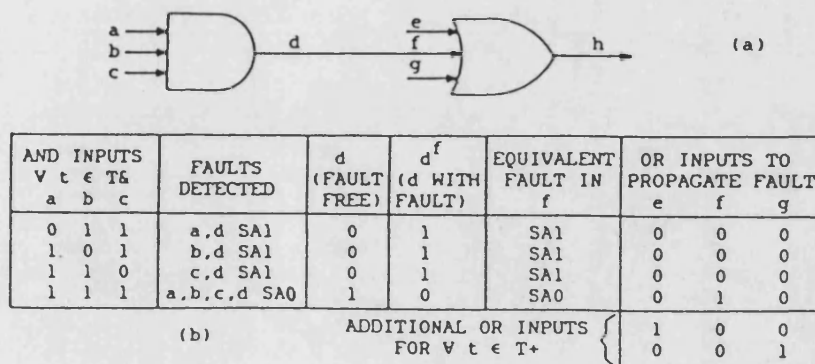 a
b
c
d
e
f
g
h
(a)
AND INPUTS ∀ t ∈ T& a b c | FAULTS DETECTED | d (FAULT FREE) | dᶠ (d WITH FAULT) | EQUIVALENT FAULT IN f | OR INPUTS TO PROPAGATE FAULT e f g
0 1 1 | a,d SA1 | 0 | 1 | SA1 | 0 0 0
1 0 1 | b,d SA1 | 0 | 1 | SA1 | 0 0 0
1 1 0 | c,d SA1 | 0 | 1 | SA1 | 0 0 0
1 1 1 | a,b,c,d SA0 | 1 | 0 | SA0 | 0 1 0
(b)
ADDITIONAL OR INPUTS FOR ∀ t ∈ T+
1 0 0
0 0 1